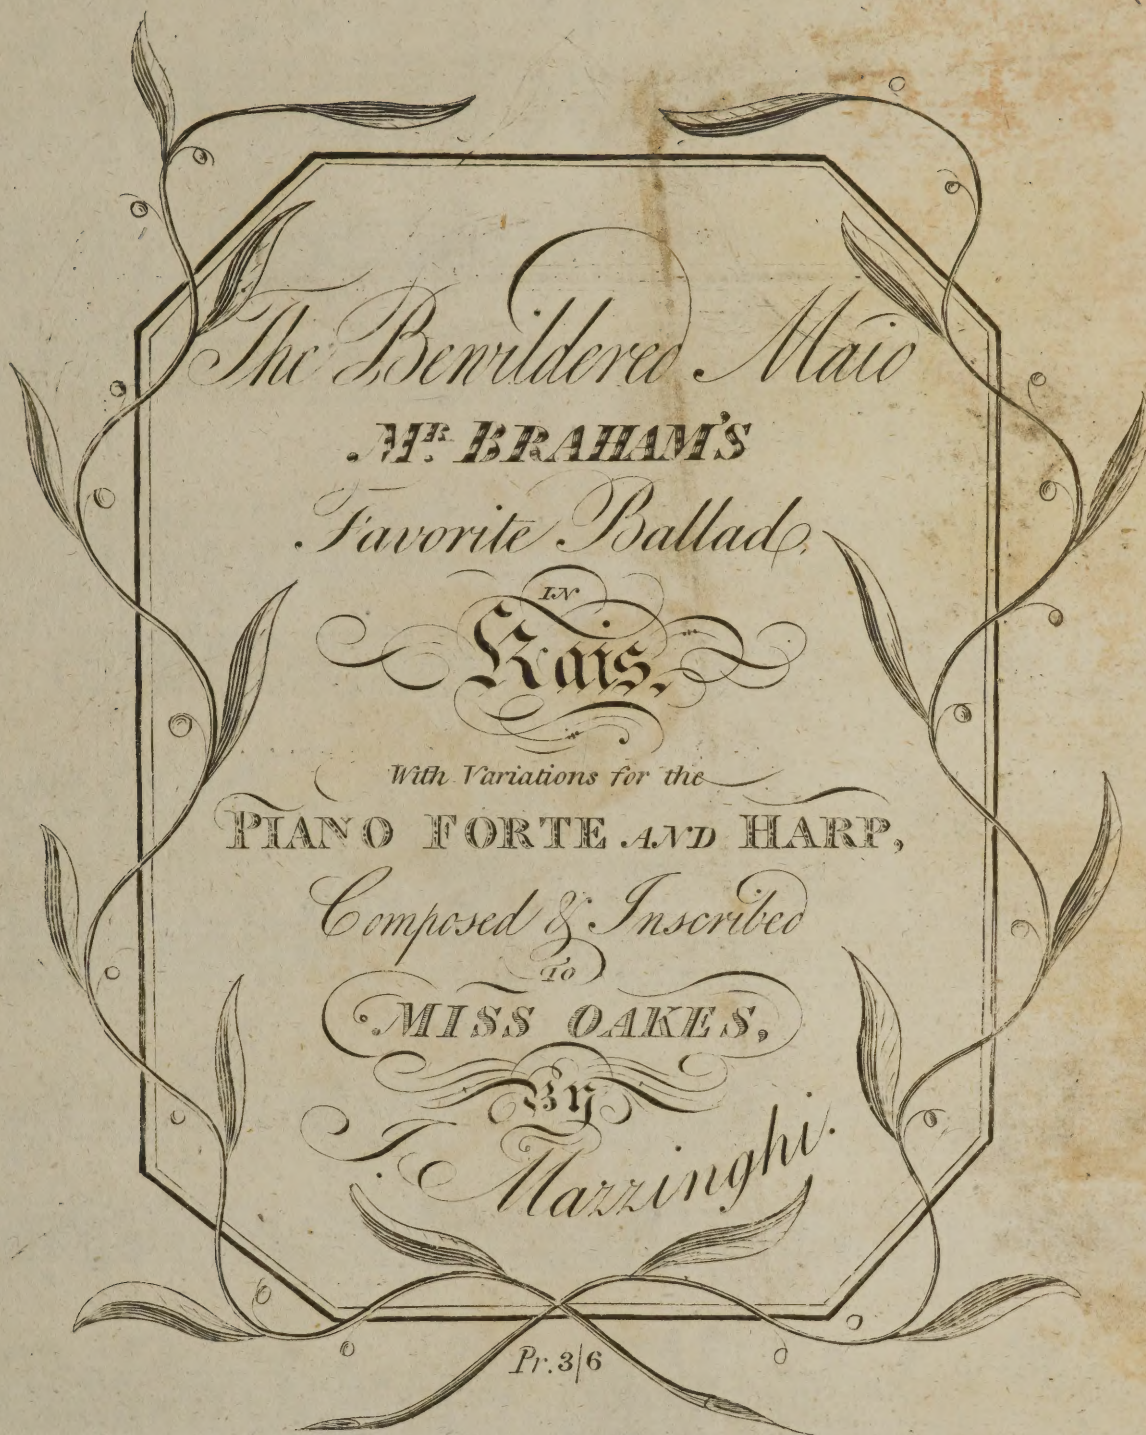 The Bewildered Maid
Mr. BRAHAM'S
Favorite Ballad,
IN
Kais,
With Variations for the
PIANO FORTE AND HARP,
Composed & Inscribed
TO
MISS OAKES,
By
J. Mazzinghi.
Pr. 3/6